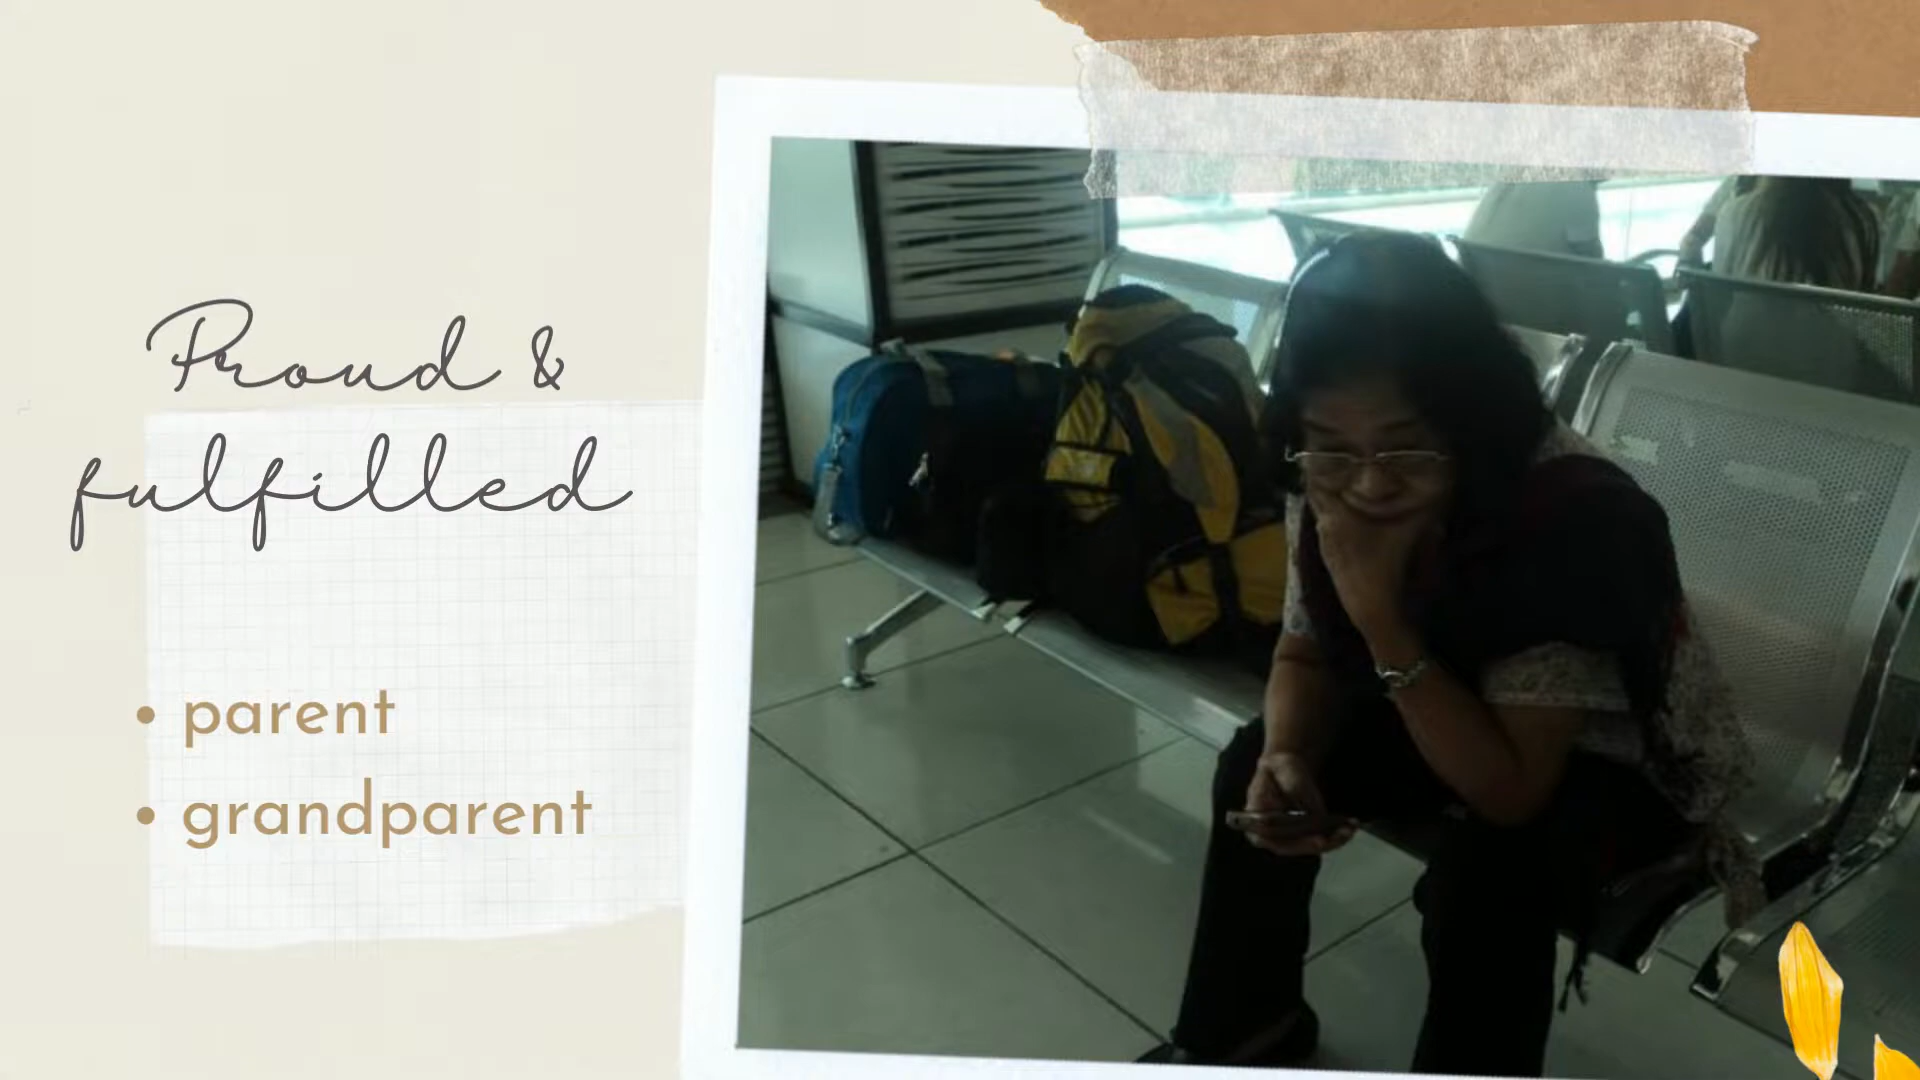 Proud &
fulfilled
• parent
• grandparent